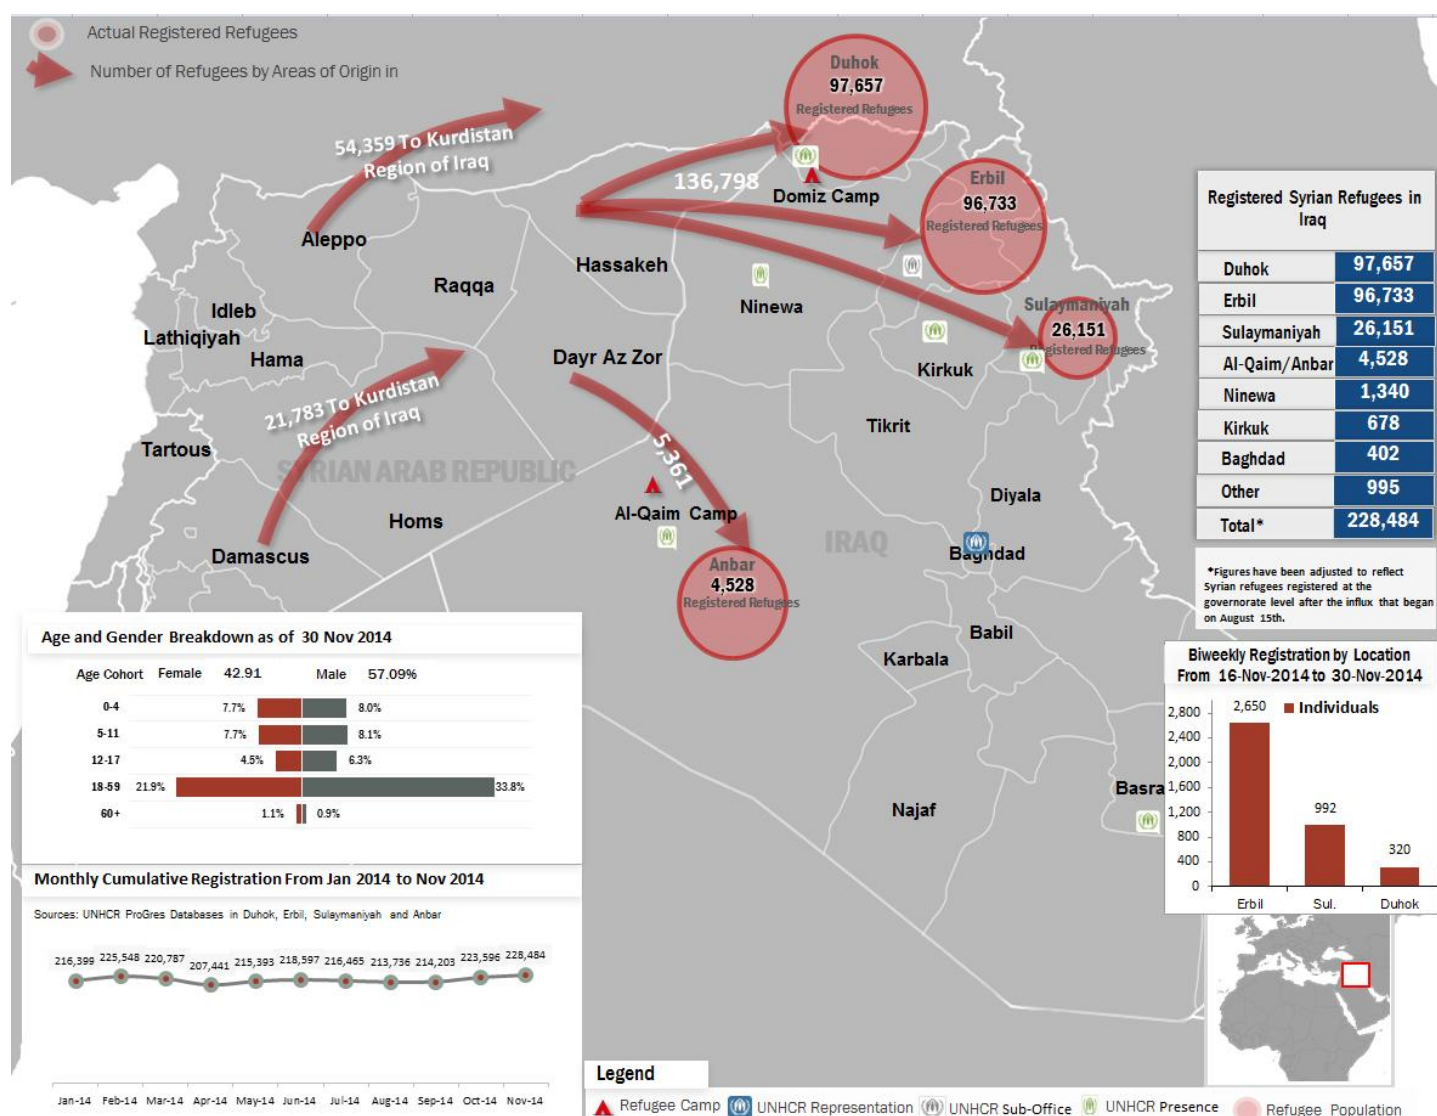 Actual Registered Refugees
Number of Refugees by Areas of Origin in
Duhok
97,657
Registered Refugees
54,359 To Kurdistan
Region of Iraq
136,798
Domiz Camp
Erbil
96,733
Registered Refugees
Aleppo
Hassakeh
Raqqa
Ninewa
Idleb
Lathiqiyah
Hama
Dayr Az Zor
Sulaymaniyah
26,151
Registered Refugees
Kirkuk
21,783 To Kurdistan
Region of Iraq
Tartous
Tikrit
5,361
SYRIAN ARAB REPUBLIC
Homs
Al-Qaim Camp
Diyala
IRAQ
Baghdad
Damascus
Anbar
4,528
Registered Refugees
Babil
Karbala
Najaf
Basra
Registered Syrian Refugees in
Iraq
Duhok 97,657
Erbil 96,733
Sulaymaniyah 26,151
Al-Qaim/Anbar 4,528
Ninewa 1,340
Kirkuk 678
Baghdad 402
Other 995
Total* 228,484
*Figures have been adjusted to reflect
Syrian refugees registered at the
governorate level after the influx that began
on August 15th.
Age and Gender Breakdown as of 30 Nov 2014
Age Cohort Female 42.91 Male 57.09%
0-4 7.7% 8.0%
5-11 7.7% 8.1%
12-17 4.5% 6.3%
18-59 21.9% 33.8%
60+ 1.1% 0.9%
Biweekly Registration by Location
From 16-Nov-2014 to 30-Nov-2014
Individuals
2,800
2,400
2,000
1,600
1,200
800
400
0
2,650
992
320
Erbil Sul. Duhok
Monthly Cumulative Registration From Jan 2014 to Nov 2014
Sources: UNHCR ProGres Databases in Duhok, Erbil, Sulaymaniyah and Anbar
216,399 225,548 220,787 207,441 215,393 218,597 216,465 213,736 214,203 223,596 228,484
Jan-14 Feb-14 Mar-14 Apr-14 May-14 Jun-14 Jul-14 Aug-14 Sep-14 Oct-14 Nov-14
Legend
Refugee Camp UNHCR Representation UNHCR Sub-Office UNHCR Presence Refugee Population